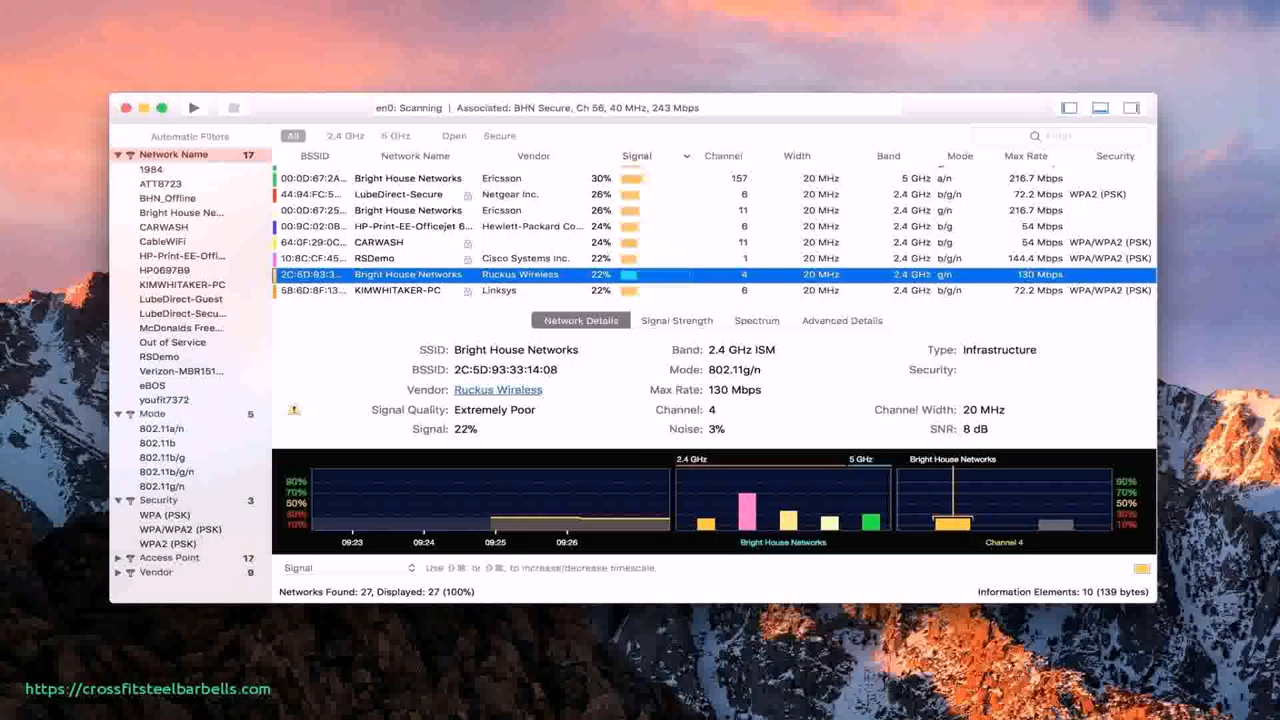 en0: Scanning | Associated: BHN Secure, Ch 56, 40 MHz, 243 Mbps
Automatic Filters
All 2.4 GHz 5 GHz Open Secure
Network Name 17
1984
ATT8723
BHN_Offline
Bright House Ne...
CARWASH
CableWiFi
HP-Print-EE-Offi...
HP0697B9
KIMWHITAKER-PC
LubeDirect-Guest
LubeDirect-Secu...
McDonalds Free...
Out of Service
RSDemo
Verizon-MBR151...
eBOS
youfit7372
Mode 5
802.11a/n
802.11b
802.11b/g
802.11b/g/n
802.11g/n
Security 3
WPA (PSK)
WPA/WPA2 (PSK)
WPA2 (PSK)
Access Point 17
Vendor 9
BSSID Network Name Vendor Signal Channel Width Band Mode Max Rate Security
00:0D:67:2A... Bright House Networks Ericsson 30% 157 20 MHz 5 GHz a/n 216.7 Mbps
44:94:FC:5... LubeDirect-Secure Netgear Inc. 26% 6 20 MHz 2.4 GHz b/g/n 72.2 Mbps WPA2 (PSK)
00:0D:67:25... Bright House Networks Ericsson 26% 11 20 MHz 2.4 GHz g/n 216.7 Mbps
00:9C:02:0B... HP-Print-EE-Officejet 6... Hewlett-Packard Co... 24% 6 20 MHz 2.4 GHz b/g 54 Mbps
64:0F:29:0C... CARWASH 24% 11 20 MHz 2.4 GHz b/g 54 Mbps WPA/WPA2 (PSK)
10:8C:CF:45... RSDemo Cisco Systems Inc. 22% 1 20 MHz 2.4 GHz b/g/n 144.4 Mbps WPA/WPA2 (PSK)
2C:5D:93:3... Bright House Networks Ruckus Wireless 22% 4 20 MHz 2.4 GHz g/n 130 Mbps
58:6D:8F:13... KIMWHITAKER-PC Linksys 22% 6 20 MHz 2.4 GHz b/g/n 72.2 Mbps WPA/WPA2 (PSK)
Network Details Signal Strength Spectrum Advanced Details
SSID: Bright House Networks Band: 2.4 GHz ISM Type: Infrastructure
BSSID: 2C:5D:93:33:14:08 Mode: 802.11g/n Security:
Vendor: Ruckus Wireless Max Rate: 130 Mbps
Signal Quality: Extremely Poor Channel: 4 Channel Width: 20 MHz
Signal: 22% Noise: 3% SNR: 8 dB
2.4 GHz 5 GHz Bright House Networks
90% 90%
70% 70%
50% 50%
30% 30%
10% 10%
09:23 09:24 09:25 09:26 Bright House Networks Channel 4
Signal Use or to increase/decrease timescale.
Networks Found: 27, Displayed: 27 (100%) Information Elements: 10 (139 bytes)
https://crossfitsteelbarbells.com